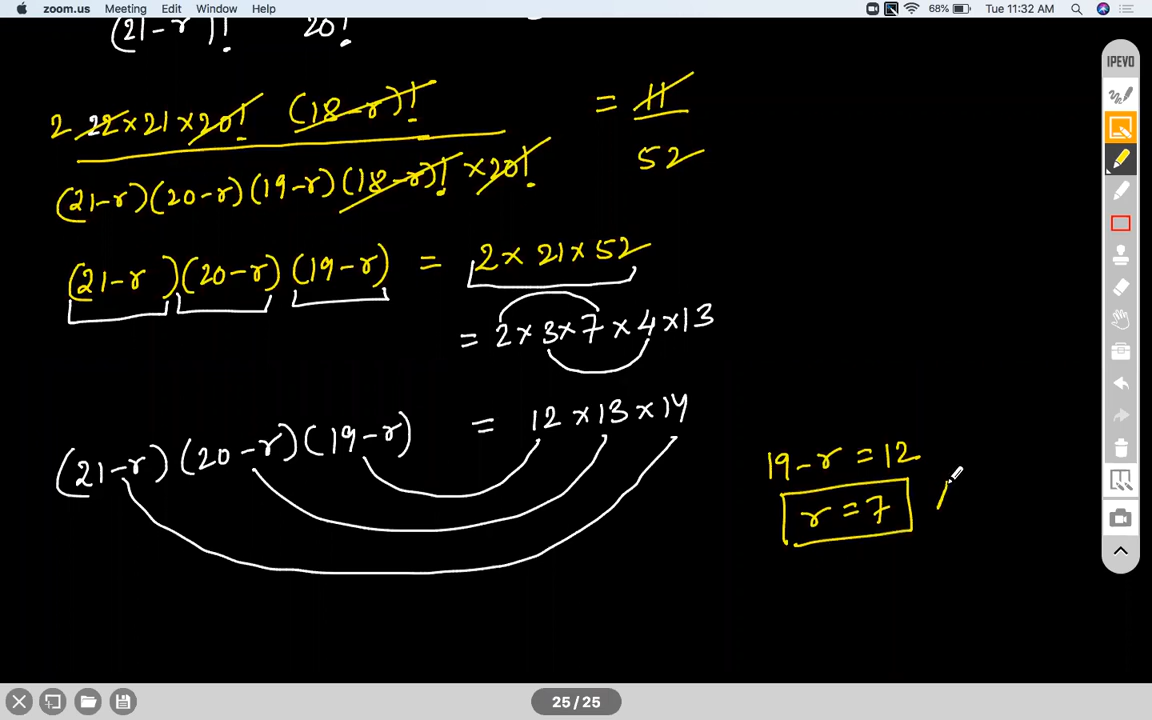 zoom.us Meeting Edit Window Help 68% Tue 11:32 AM
(21-r)! 20!
IPEVO
2 22×21×20! (18-r)! = 11
(21-r)(20-r)(19-r)(18-r)! ×20! 52
(21-r)(20-r)(19-r) = 2×21×52
= 2×3×7×4×13
(21-r)(20-r)(19-r) = 12×13×14
19-r=12
r=7
25/25